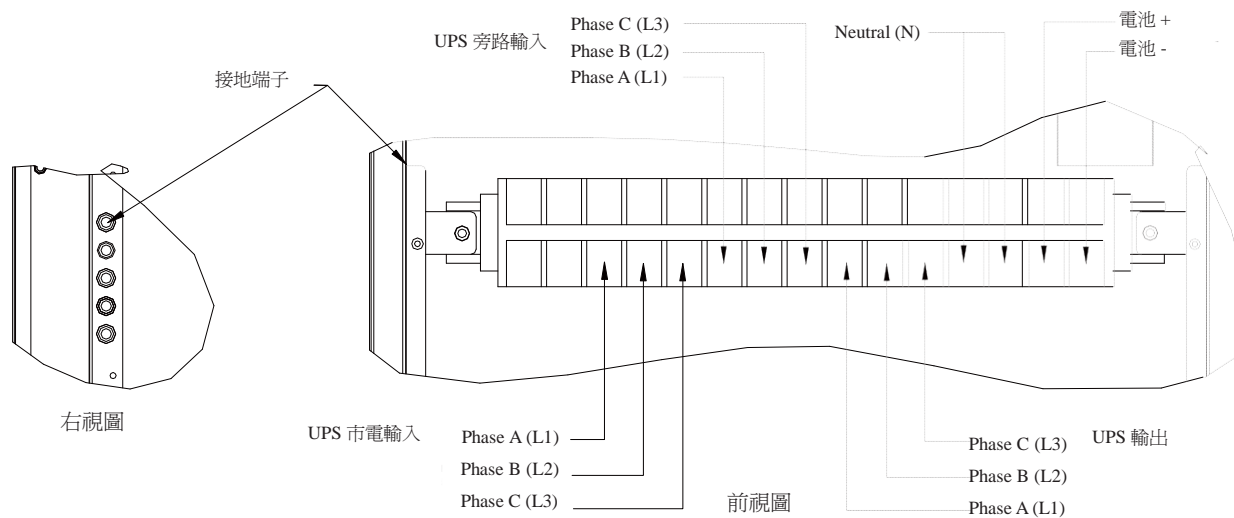 UPS 旁路輸入
Phase C (L3)
Phase B (L2)
Phase A (L1)
Neutral (N)
電池 +
電池 -
接地端子
右視圖
UPS 市電輸入
Phase A (L1)
Phase B (L2)
Phase C (L3)
前視圖
Phase C (L3)
Phase B (L2)
Phase A (L1)
UPS 輸出